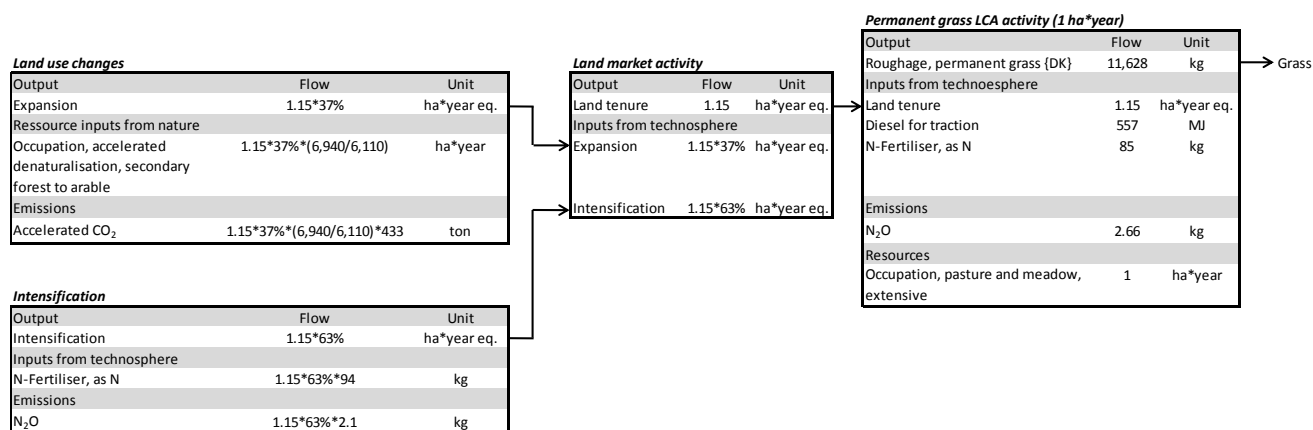 Land use changes
Output Flow Unit
Expansion 1.15*37% ha*year eq.
Ressource inputs from nature
Occupation, accelerated 1.15*37%*(6,940/6,110) ha*year
denaturalisation, secondary
forest to arable
Emissions
Accelerated CO₂ 1.15*37%*(6,940/6,110)*433 ton
Intensification
Output Flow Unit
Intensification 1.15*63% ha*year eq.
Inputs from technosphere
N-Fertiliser, as N 1.15*63%*94 kg
Emissions
N₂O 1.15*63%*2.1 kg
Land market activity
Output Flow Unit
Land tenure 1.15 ha*year eq.
Inputs from technosphere
Expansion 1.15*37% ha*year eq.
Intensification 1.15*63% ha*year eq.
Permanent grass LCA activity (1 ha*year)
Output Flow Unit
Roughage, permanent grass {DK} 11,628 kg
Inputs from technoesphere
Land tenure 1.15 ha*year eq.
Diesel for traction 557 MJ
N-Fertiliser, as N 85 kg
Emissions
N₂O 2.66 kg
Resources
Occupation, pasture and meadow, 1 ha*year
extensive
Grass